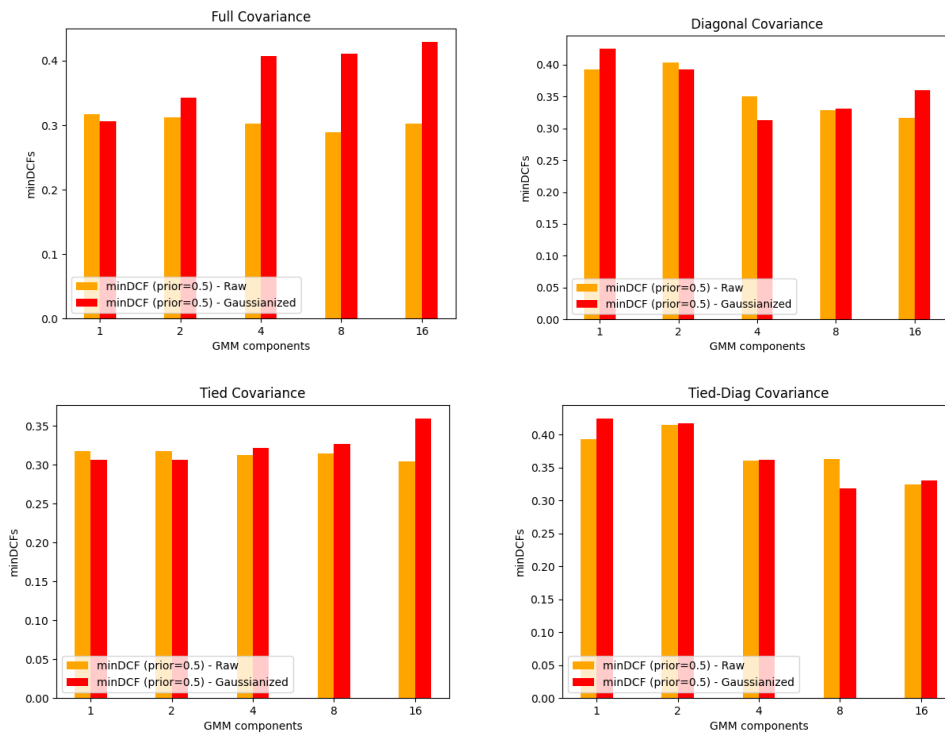 Full Covariance
minDCFs
0.4
0.3
0.2
0.1
0.0
minDCF (prior=0.5) - Raw
minDCF (prior=0.5) - Gaussianized
1 2 4 8 16
GMM components
Diagonal Covariance
minDCFs
0.40
0.35
0.30
0.25
0.20
0.15
0.10
0.05
0.00
minDCF (prior=0.5) - Raw
minDCF (prior=0.5) - Gaussianized
1 2 4 8 16
GMM components
Tied Covariance
minDCFs
0.35
0.30
0.25
0.20
0.15
0.10
0.05
0.00
minDCF (prior=0.5) - Raw
minDCF (prior=0.5) - Gaussianized
1 2 4 8 16
GMM components
Tied-Diag Covariance
minDCFs
0.40
0.35
0.30
0.25
0.20
0.15
0.10
0.05
0.00
minDCF (prior=0.5) - Raw
minDCF (prior=0.5) - Gaussianized
1 2 4 8 16
GMM components